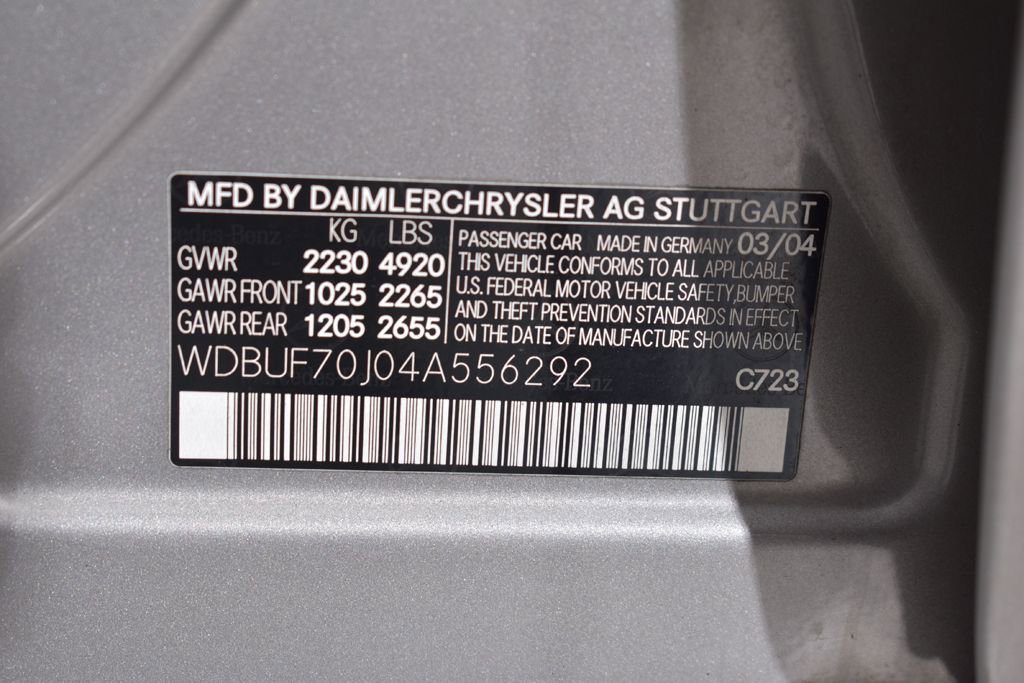 MFD BY DAIMLERCHRYSLER AG STUTTGART
KG LBS
GVWR 2230 4920
GAWR FRONT 1025 2265
GAWR REAR 1205 2655
PASSENGER CAR MADE IN GERMANY 03/04
THIS VEHICLE CONFORMS TO ALL APPLICABLE
U.S. FEDERAL MOTOR VEHICLE SAFETY,BUMPER
AND THEFT PREVENTION STANDARDS IN EFFECT
ON THE DATE OF MANUFACTURE SHOWN ABOVE
WDBUF70J04A556292
C723